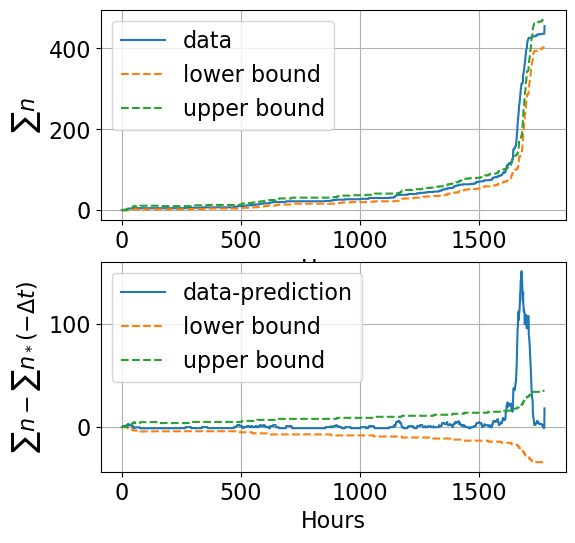 data
lower bound
upper bound
∑n
400
200
0
0 500 1000 1500
data-prediction
lower bound
upper bound
∑n − ∑n*(−Δt)
100
0
0 500 1000 1500
Hours